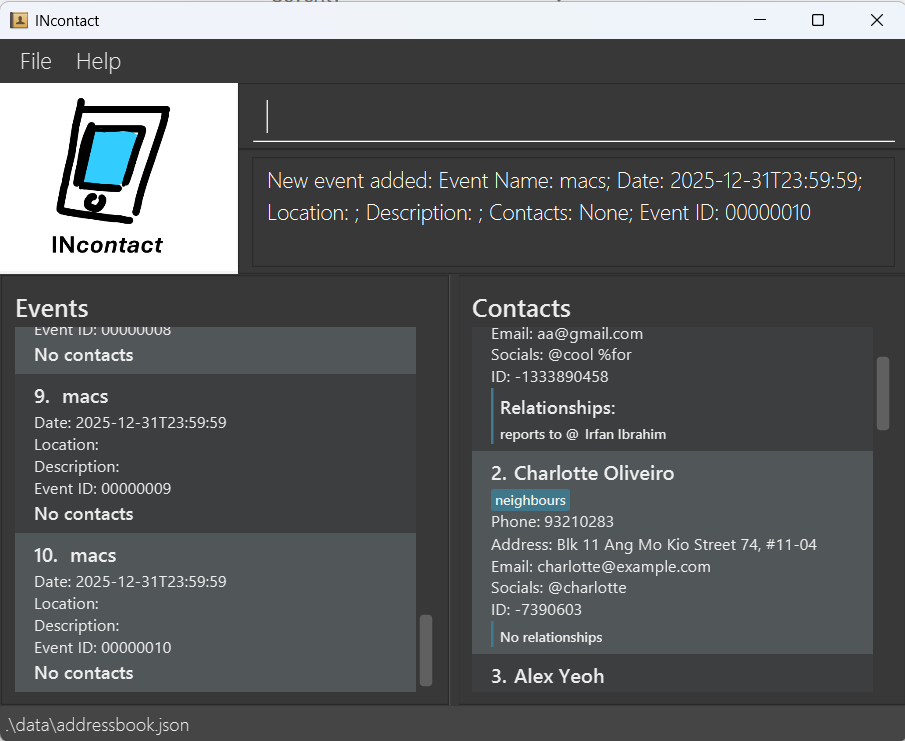 INcontact
File Help
INcontact
New event added: Event Name: macs; Date: 2025-12-31T23:59:59;
Location: ; Description: ; Contacts: None; Event ID: 00000010
Events
Event ID: 00000008
No contacts
9. macs
Date: 2025-12-31T23:59:59
Location:
Description:
Event ID: 00000009
No contacts
10. macs
Date: 2025-12-31T23:59:59
Location:
Description:
Event ID: 00000010
No contacts
Contacts
Email: aa@gmail.com
Socials: @cool %for
ID: -1333890458
Relationships:
reports to @ Irfan Ibrahim
2. Charlotte Oliveiro
neighbours
Phone: 93210283
Address: Blk 11 Ang Mo Kio Street 74, #11-04
Email: charlotte@example.com
Socials: @charlotte
ID: -7390603
No relationships
3. Alex Yeoh
.\data\addressbook.json